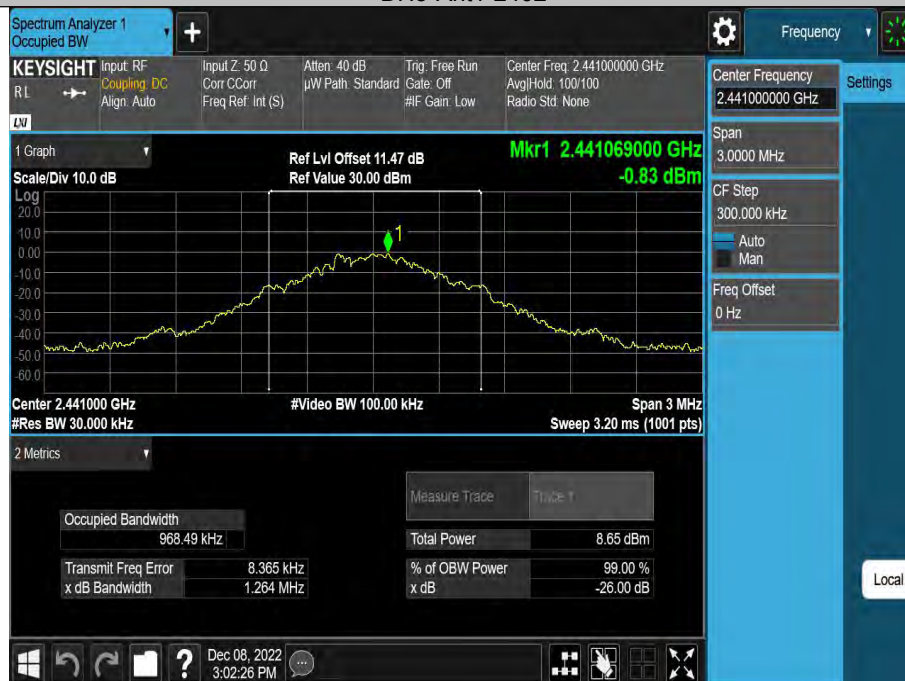 Spectrum Analyzer 1
Occupied BW
+
Frequency
KEYSIGHT
RL
LXI
Input: RF
Coupling: DC
Align: Auto
Input Z: 50 Ω
Corr CCorr
Freq Ref: Int (S)
Atten: 40 dB
µW Path: Standard
Trig: Free Run
Gate: Off
#IF Gain: Low
Center Freq: 2.441000000 GHz
Avg|Hold: 100/100
Radio Std: None
Center Frequency
2.441000000 GHz
Settings
Span
3.0000 MHz
CF Step
300.000 kHz
Auto
Man
Freq Offset
0 Hz
1 Graph
Scale/Div 10.0 dB
Ref Lvl Offset 11.47 dB
Ref Value 30.00 dBm
Mkr1 2.441069000 GHz
-0.83 dBm
Log
20.0
10.0
0.00
-10.0
-20.0
-30.0
-40.0
-50.0
-60.0
1
Center 2.441000 GHz
#Res BW 30.000 kHz
#Video BW 100.00 kHz
Span 3 MHz
Sweep 3.20 ms (1001 pts)
2 Metrics
Measure Trace
Trace 1
Occupied Bandwidth
968.49 kHz
Total Power
8.65 dBm
Transmit Freq Error
8.365 kHz
% of OBW Power
99.00 %
x dB Bandwidth
1.264 MHz
x dB
-26.00 dB
Local
?
Dec 08, 2022
3:02:26 PM